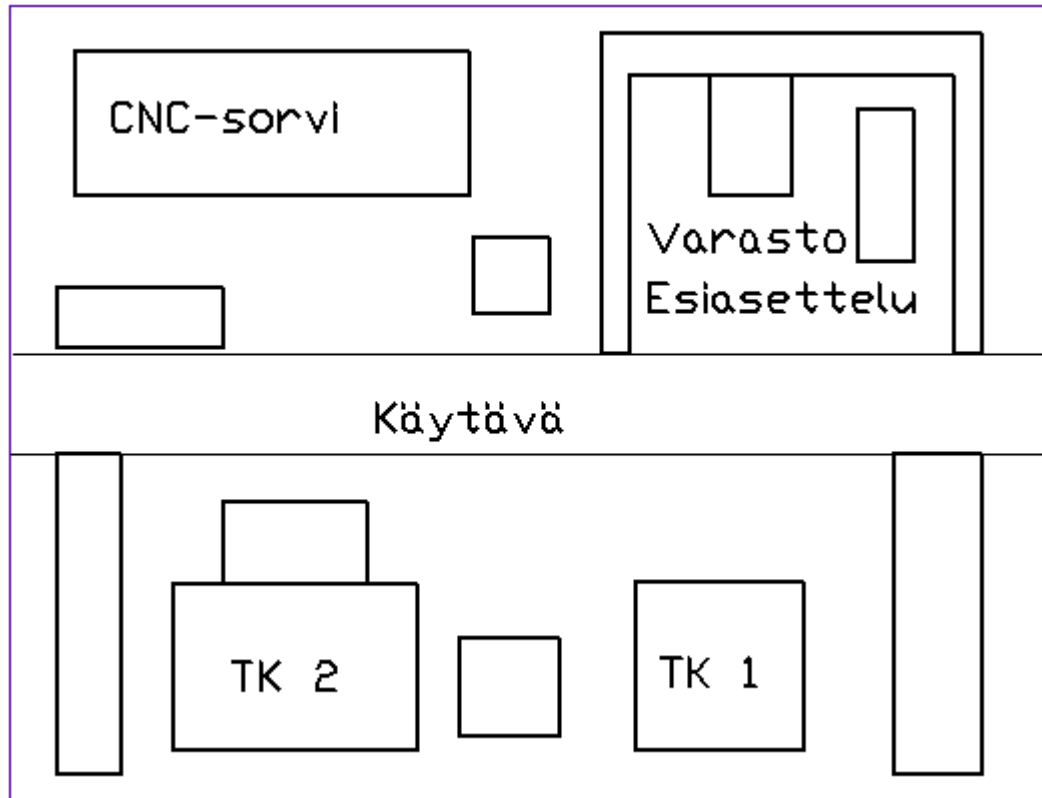 CNC-sorvi
Varasto
Esiasettelu
Käytävä
TK 2
TK 1